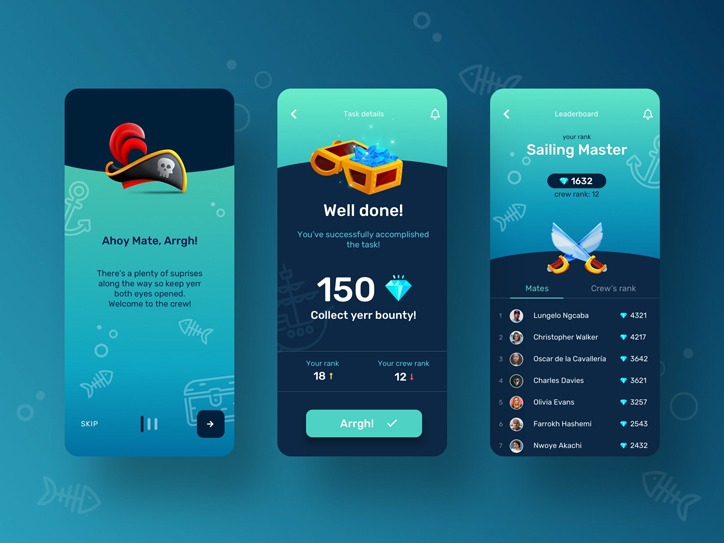 Ahoy Mate, Arrgh!
There's a plenty of suprises
along the way so keep yerr
both eyes opened.
Welcome to the crew!
SKIP
Task details
Well done!
You've successfully accomplished
the task!
150
Collect yerr bounty!
Your rank
18
Your crew rank
12
Arrgh!
Leaderboard
your rank
Sailing Master
1632
crew rank: 12
Mates
Crew's rank
1 Lungelo Ngcaba 4321
2 Christopher Walker 4217
3 Oscar de la Cavallería 3642
4 Charles Davies 3621
5 Olivia Evans 3257
6 Farrokh Hashemi 2543
7 Nwoye Akachi 2432